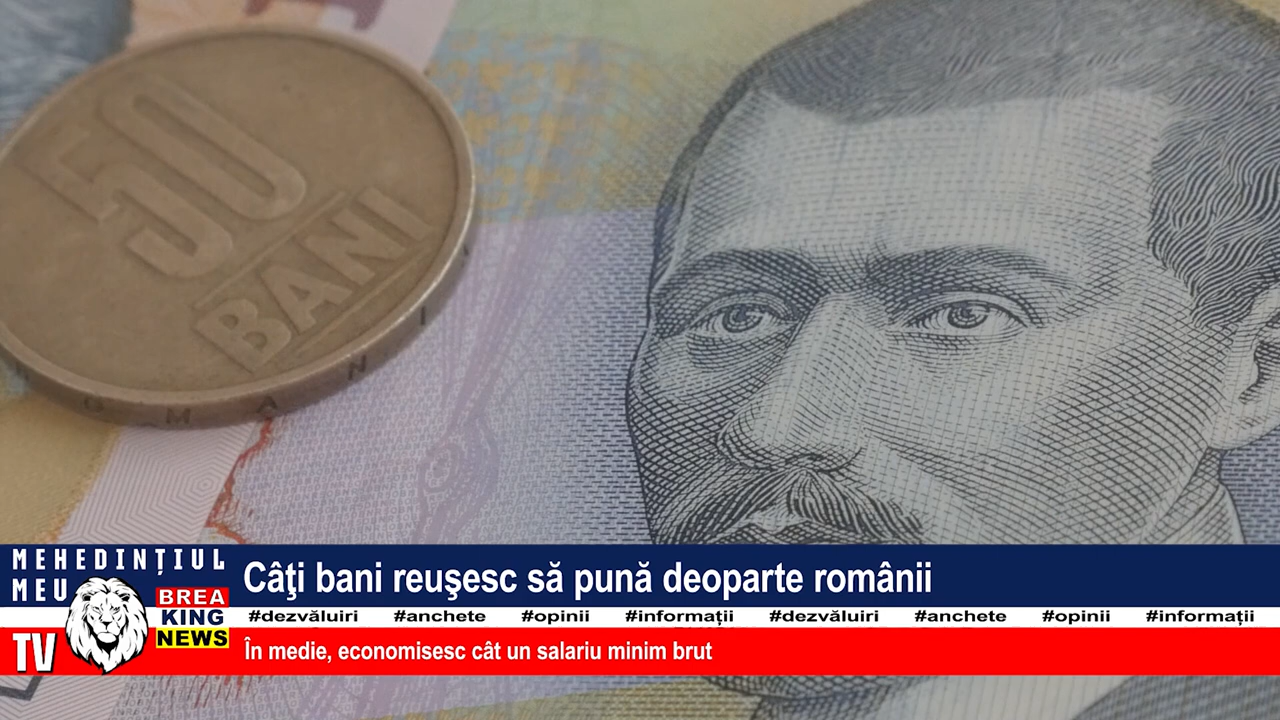 50
BANI
O M A N I
MEHEDINȚIUL
MEU
TV
BREA
KING
NEWS
Câţi bani reuşesc să pună deoparte românii
#dezvăluiri #anchete #opinii #informații #dezvăluiri #anchete #opinii #informații
În medie, economisesc cât un salariu minim brut